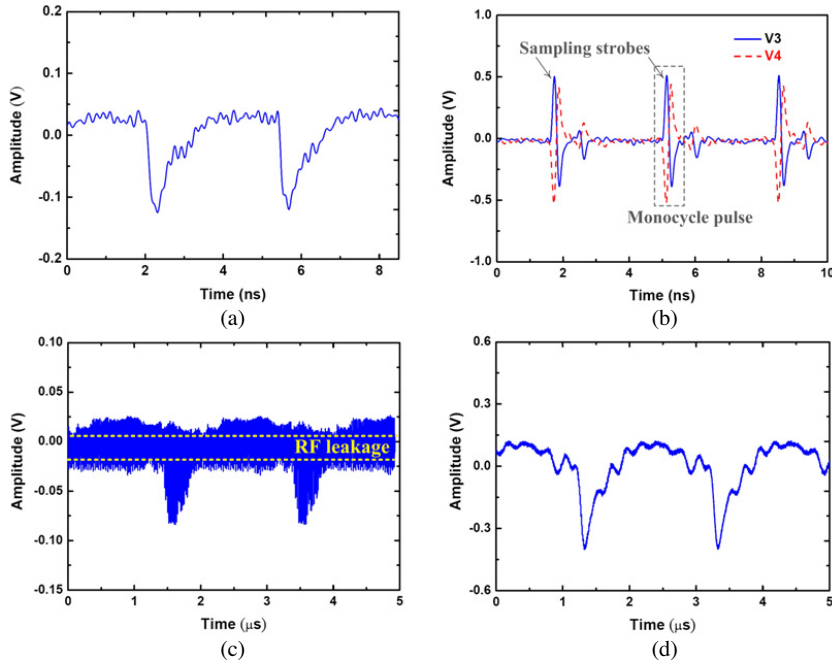 0.2
0.1
0.0
-0.1
-0.2
Amplitude (V)
0
2
4
6
8
Time (ns)
(a)
1.0
0.5
0.0
-0.5
-1.0
Amplitude (V)
V3
V4
Sampling strobes
Monocycle pulse
0
2
4
6
8
10
Time (ns)
(b)
0.10
0.05
0.00
-0.05
-0.10
-0.15
Amplitude (V)
RF leakage
0
1
2
3
4
5
Time (μs)
(c)
0.6
0.3
0.0
-0.3
-0.6
Amplitude (V)
0
1
2
3
4
5
Time (μs)
(d)